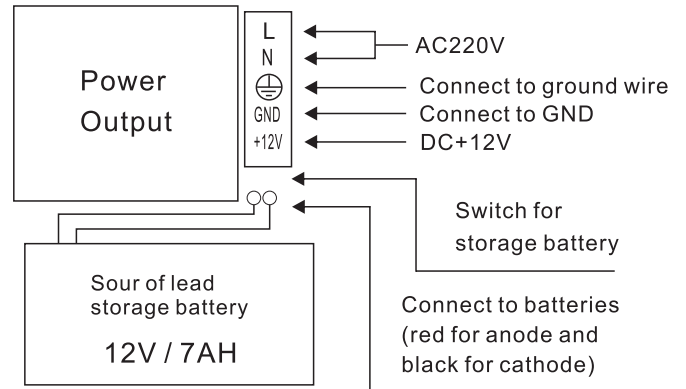 Power
Output
L
N
GND
+12V
AC220V
Connect to ground wire
Connect to GND
DC+12V
Switch for
storage battery
Sour of lead
storage battery
12V / 7AH
Connect to batteries
(red for anode and
black for cathode)